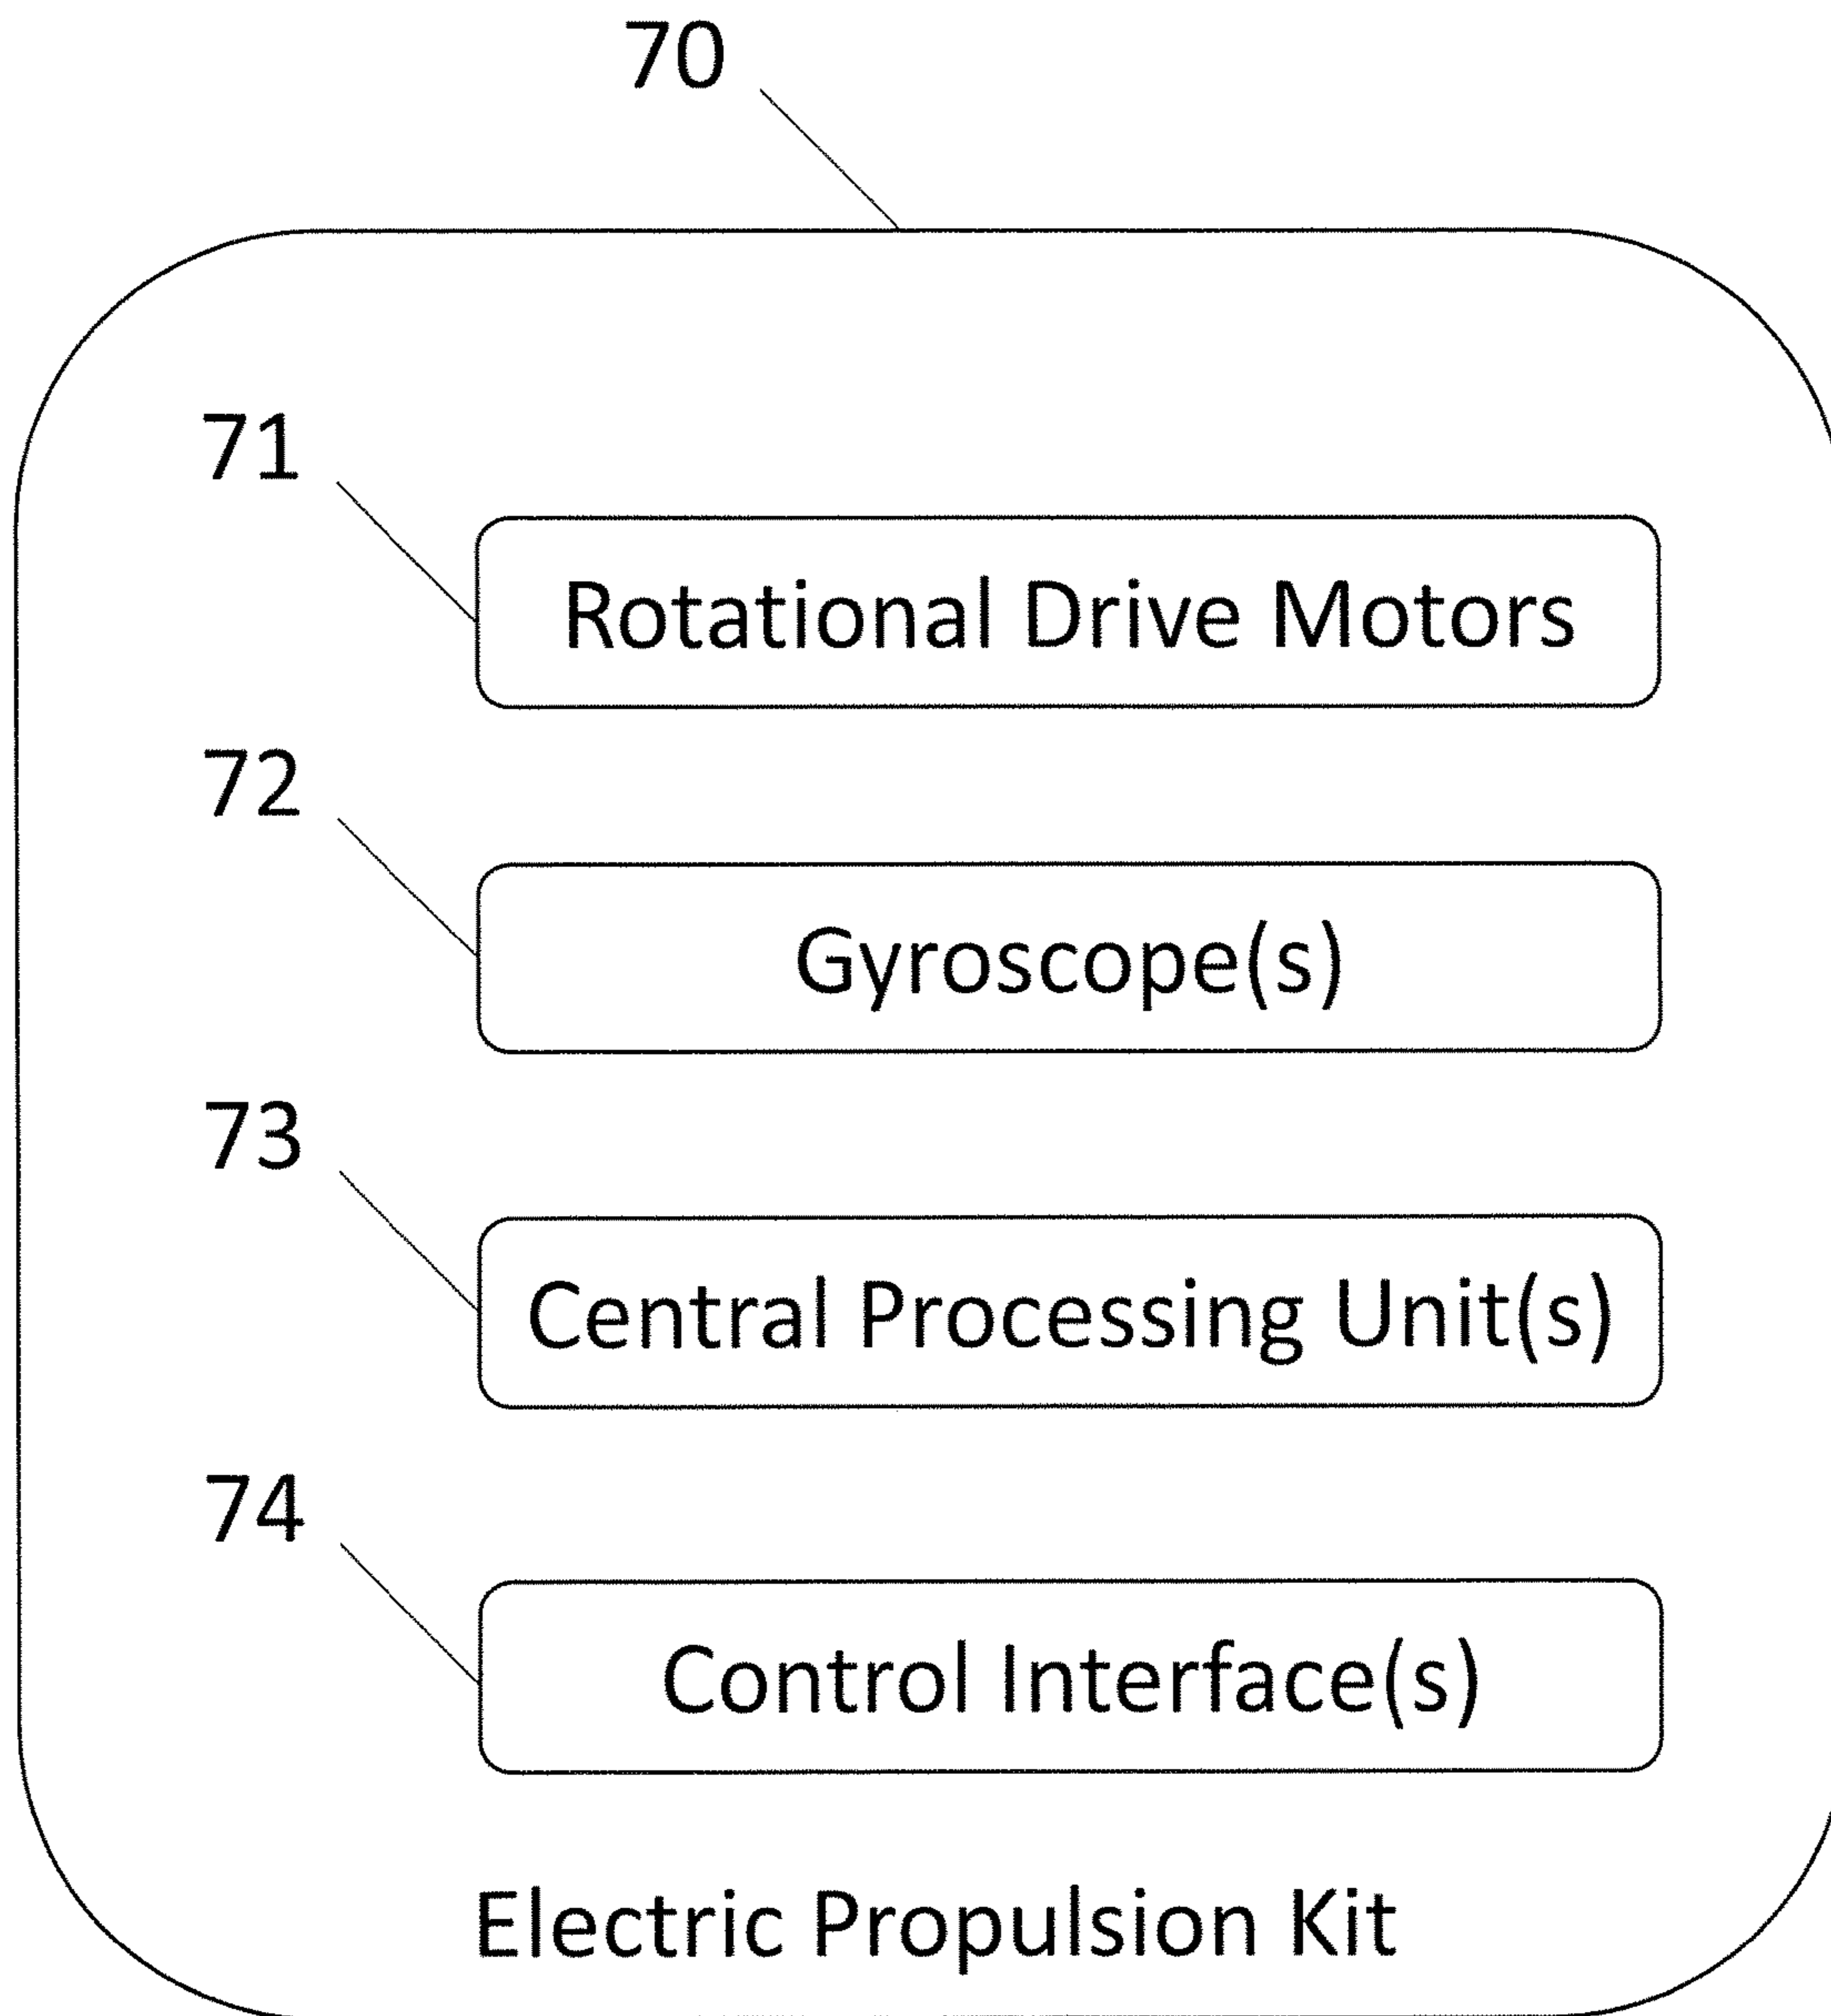 70
71
Rotational Drive Motors
72
Gyroscope(s)
73
Central Processing Unit(s)
74
Control Interface(s)
Electric Propulsion Kit